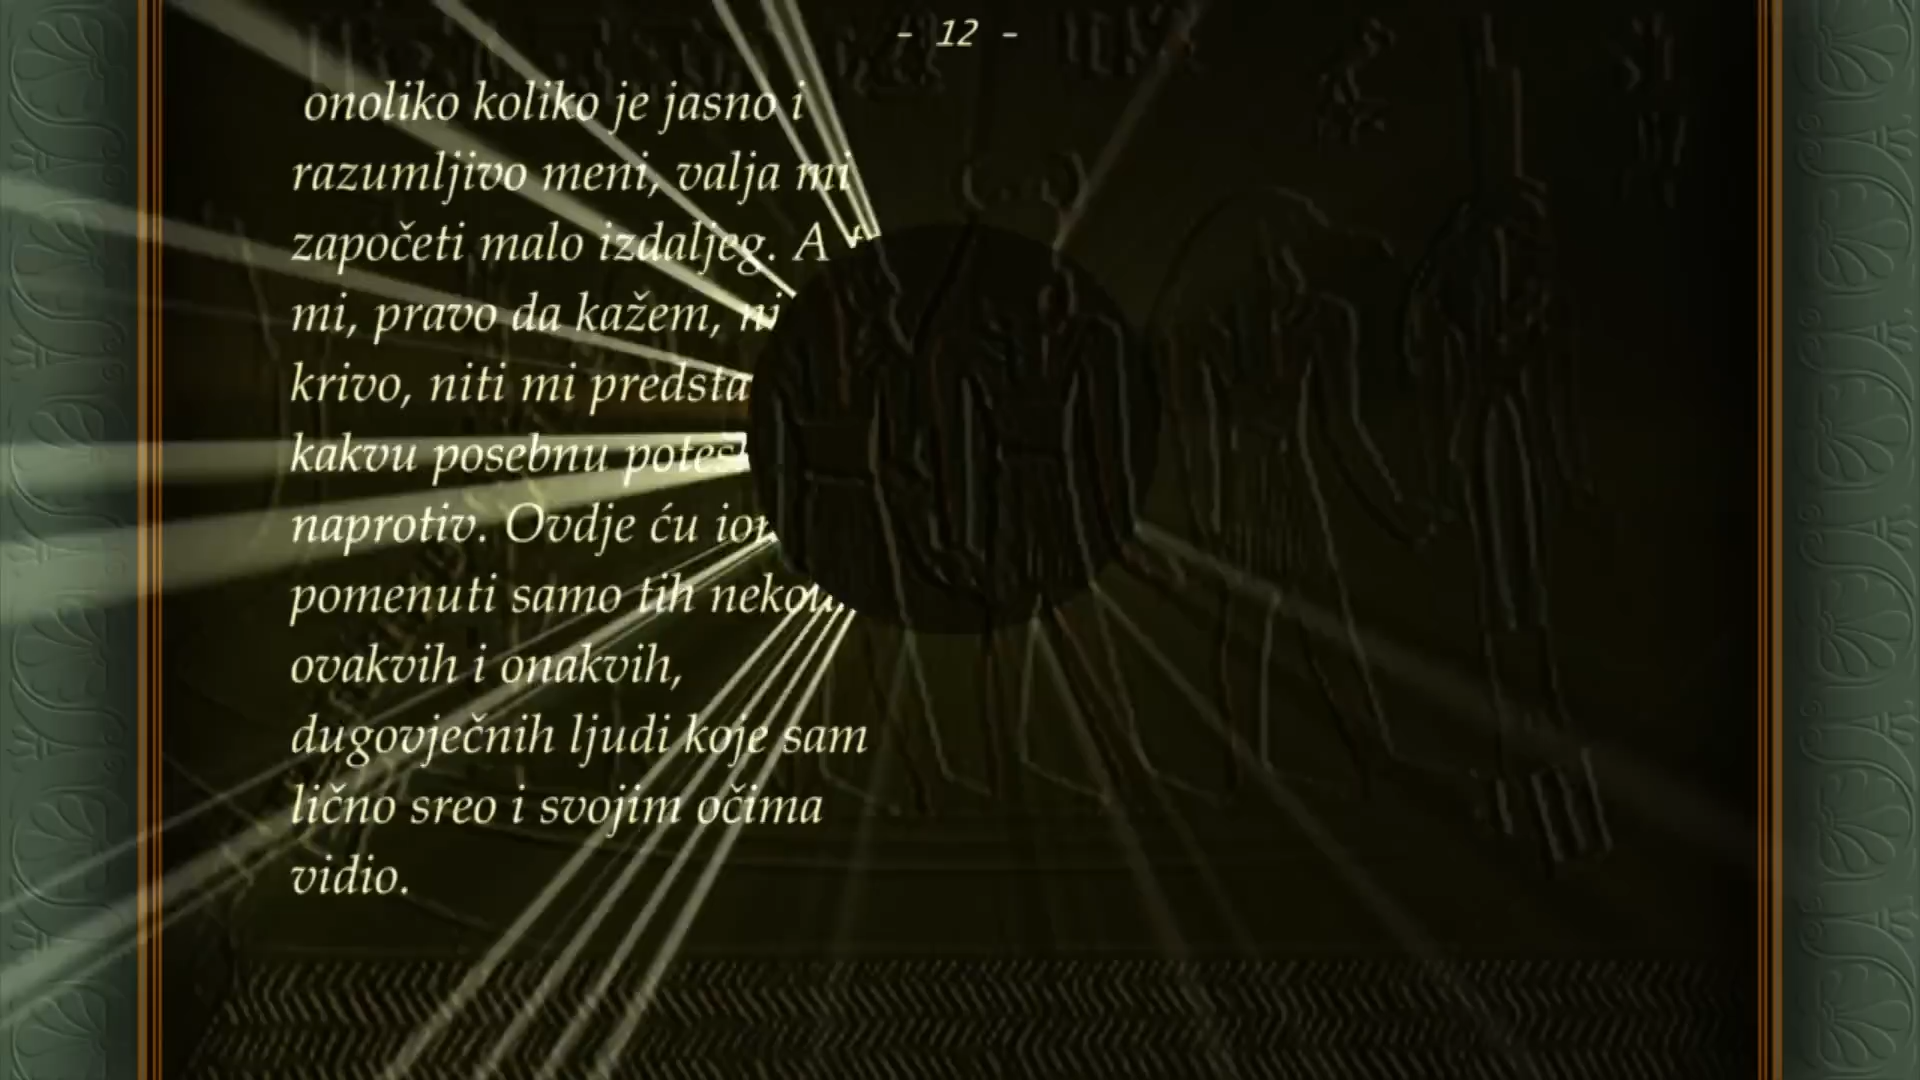 - 12 -
onoliko koliko je jasno i
razumljivo meni, valja mi
započeti malo izdaljeg. A
mi, pravo da kažem,
krivo, niti mi
kakvu posebnu
naprotiv. Ovdje ću
pomenuti samo tih
ovakvih i onakvih,
dugovječnih ljudi koje sam
lično sreo i svojim očima
vidio.